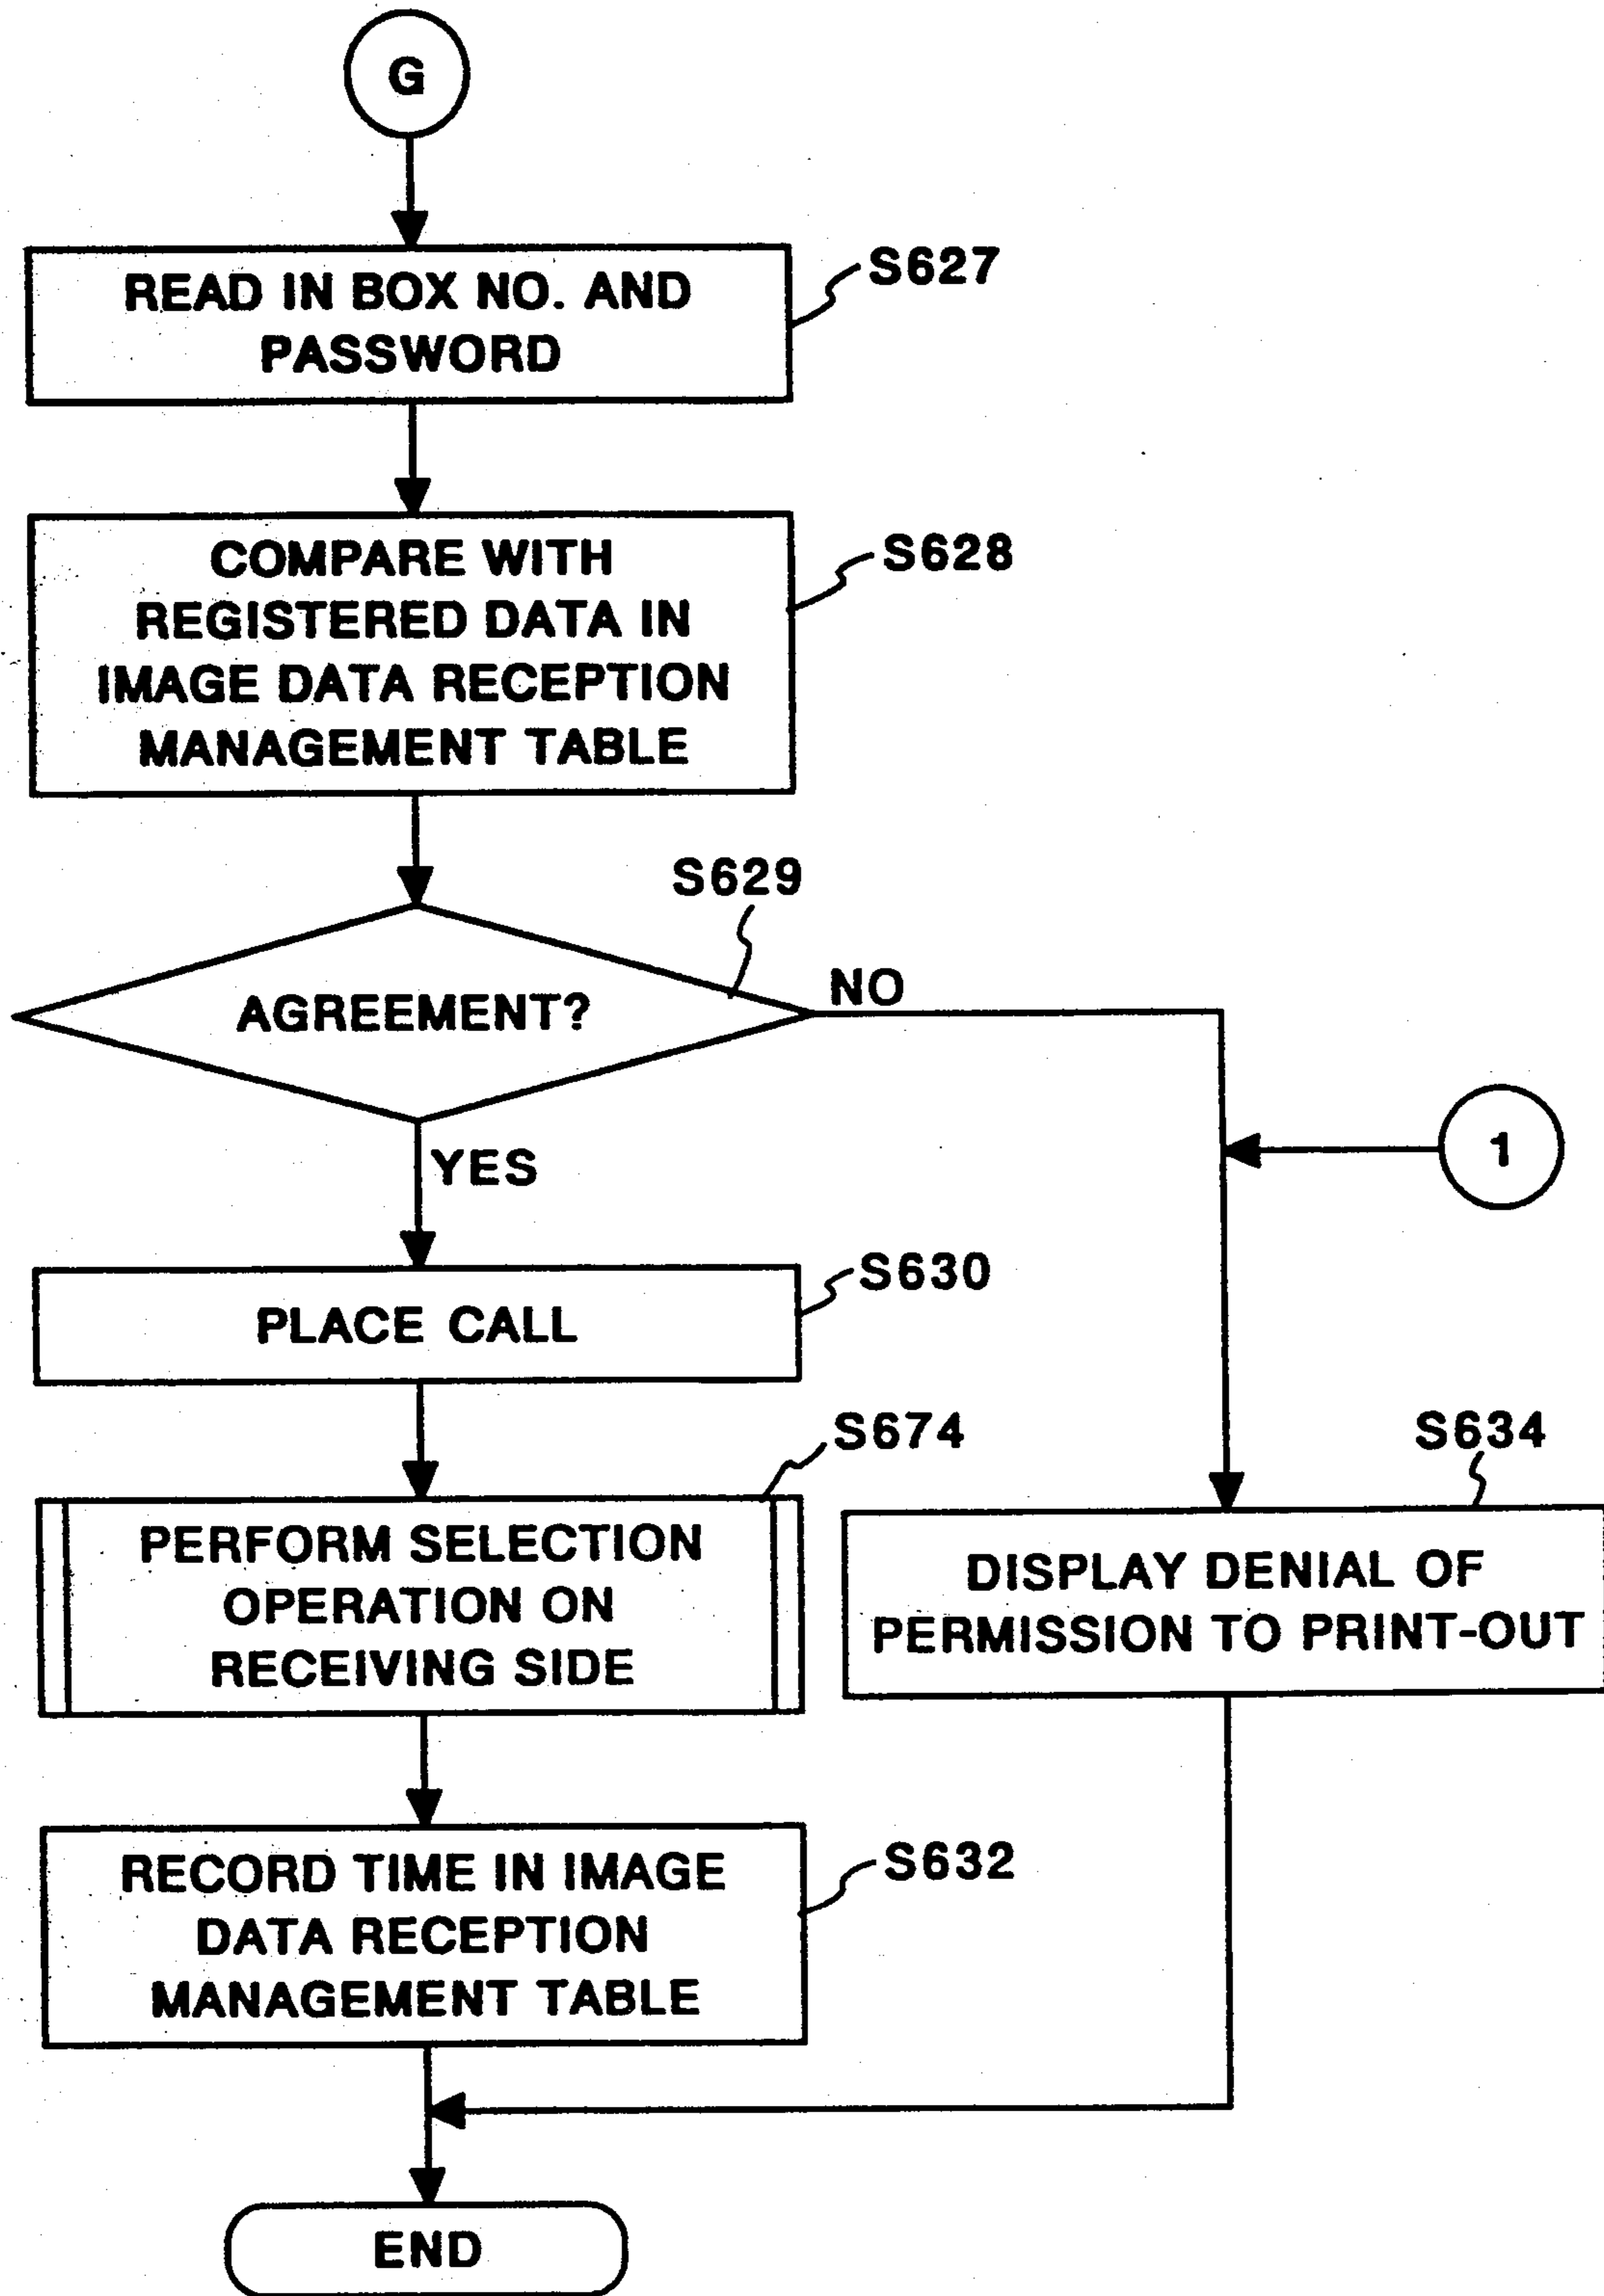 G
READ IN BOX NO. AND
PASSWORD
S627
COMPARE WITH
REGISTERED DATA IN
IMAGE DATA RECEPTION
MANAGEMENT TABLE
S628
S629
AGREEMENT?
NO
YES
1
PLACE CALL
S630
S674
PERFORM SELECTION
OPERATION ON
RECEIVING SIDE
S634
DISPLAY DENIAL OF
PERMISSION TO PRINT-OUT
RECORD TIME IN IMAGE
DATA RECEPTION
MANAGEMENT TABLE
S632
END